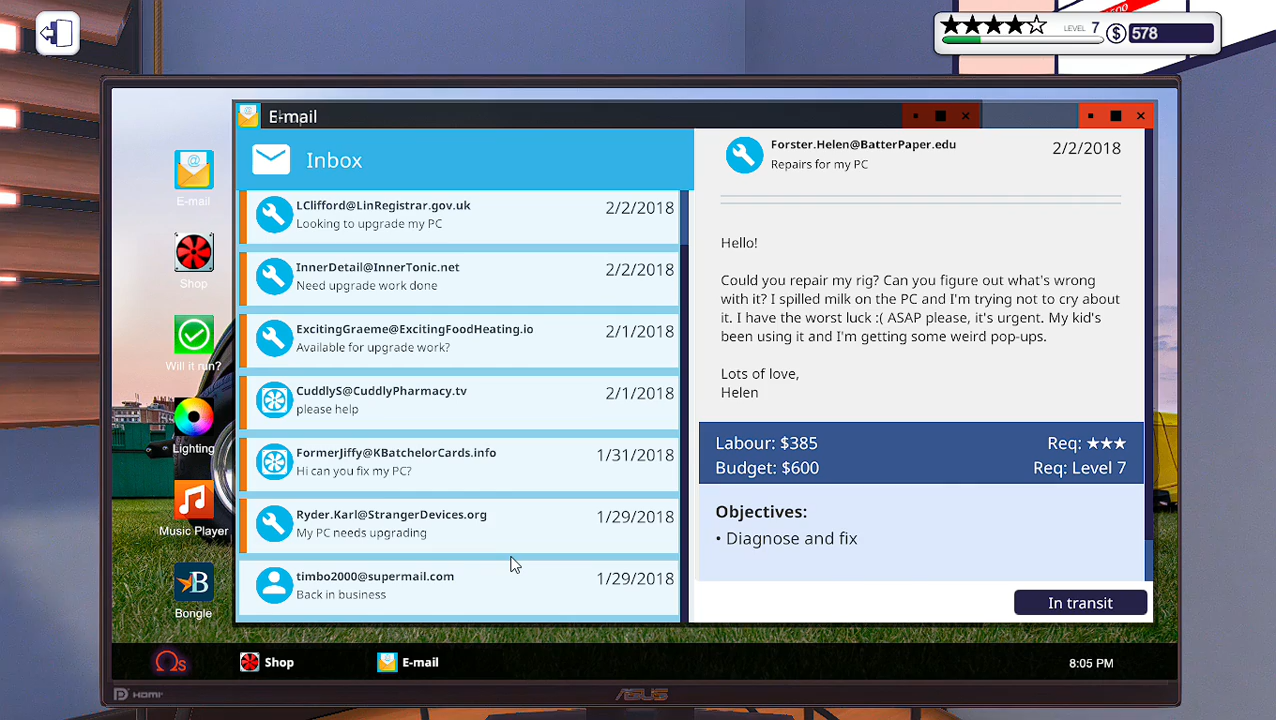 LEVEL 7
$ 578
E-mail
Inbox
LClifford@LinRegistrar.gov.uk
Looking to upgrade my PC
2/2/2018
InnerDetail@InnerTonic.net
Need upgrade work done
2/2/2018
ExcitingGraeme@ExcitingFoodHeating.io
Available for upgrade work?
2/1/2018
CuddlyS@CuddlyPharmacy.tv
please help
2/1/2018
FormerJiffy@KBatchelorCards.info
Hi can you fix my PC?
1/31/2018
Ryder.Karl@StrangerDevices.org
My PC needs upgrading
1/29/2018
timbo2000@supermail.com
Back in business
1/29/2018
Forster.Helen@BatterPaper.edu
Repairs for my PC
2/2/2018
Hello!
Could you repair my rig? Can you figure out what's wrong
with it? I spilled milk on the PC and I'm trying not to cry about
it. I have the worst luck :( ASAP please, it's urgent. My kid's
been using it and I'm getting some weird pop-ups.
Lots of love,
Helen
Labour: $385
Req: ★★★
Budget: $600
Req: Level 7
Objectives:
• Diagnose and fix
In transit
E-mail
Shop
Will it run?
Lighting
Music Player
B
Bongle
Ωs
Shop
E-mail
8:05 PM
HDMI
ASUS